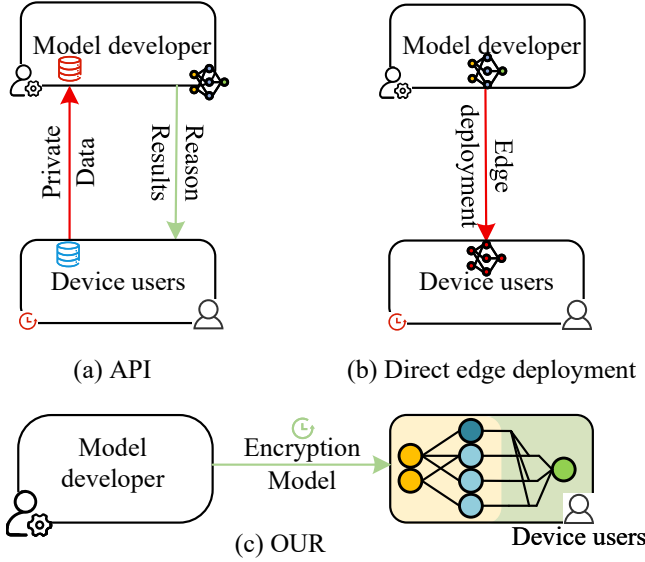 Model developer
Private
Data
Reason
Results
Device users
(a) API
Model developer
Edge
deployment
Device users
(b) Direct edge deployment
Model
developer
Encryption
Model
Device users
(c) OUR